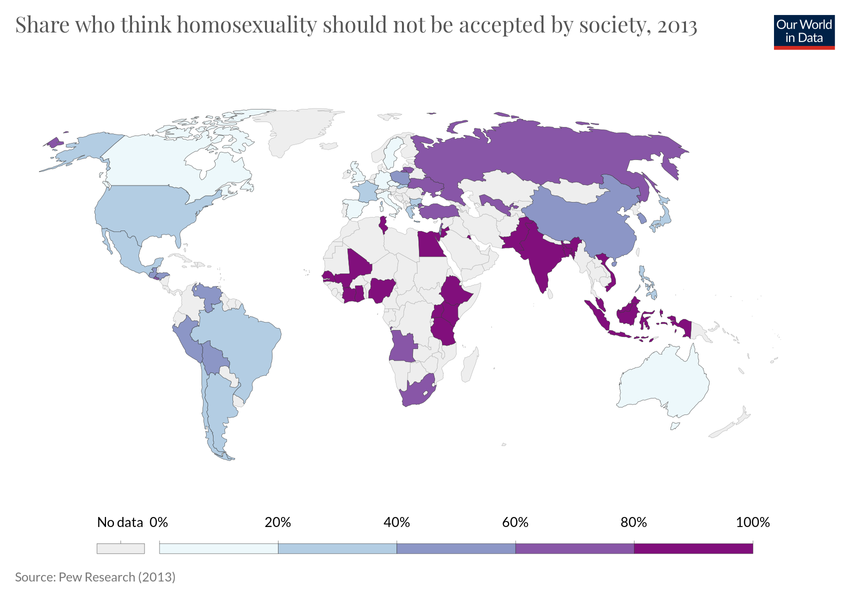 Share who think homosexuality should not be accepted by society, 2013
Our World
in Data
No data 0% 20% 40% 60% 80% 100%
Source: Pew Research (2013)